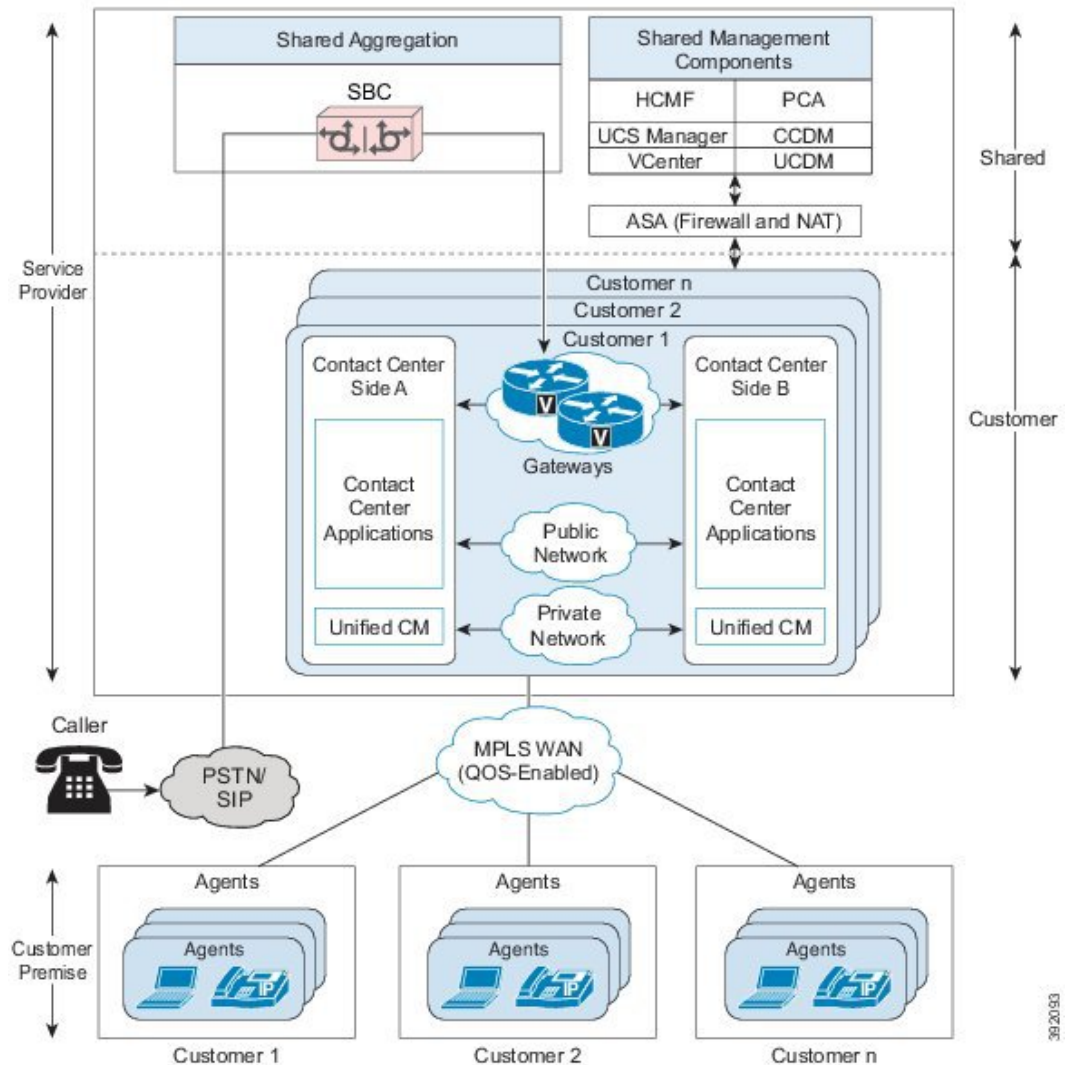 Shared Aggregation
SBC
Shared Management
Components
HCMF
PCA
UCS Manager
CCDM
VCenter
UCDM
ASA (Firewall and NAT)
Shared
Service
Provider
Customer n
Customer 2
Customer 1
Contact Center
Side A
V
V
Gateways
Contact Center
Side B
Customer
Contact
Center
Applications
Public
Network
Contact
Center
Applications
Unified CM
Private
Network
Unified CM
Caller
PSTN/
SIP
MPLS WAN
(QOS-Enabled)
Customer
Premise
Agents
Agents
IP
Customer 1
Agents
Agents
IP
Customer 2
Agents
Agents
IP
Customer n
392093